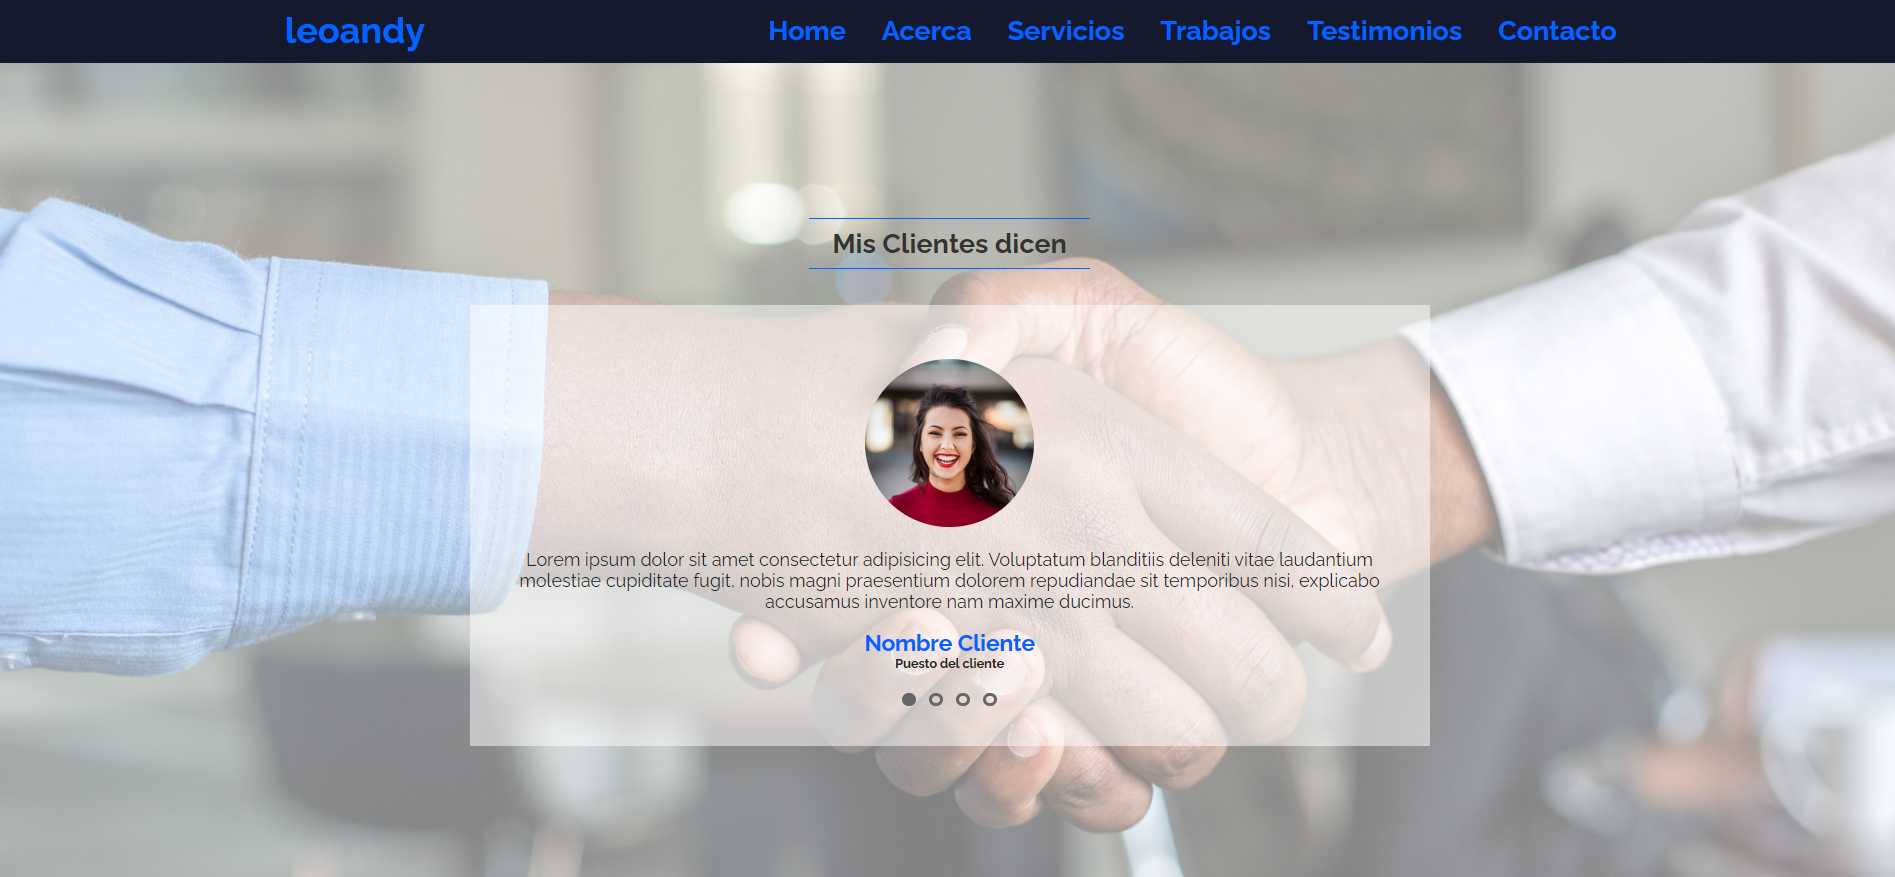 leoandy
Home Acerca Servicios Trabajos Testimonios Contacto
Mis Clientes dicen
Lorem ipsum dolor sit amet consectetur adipisicing elit. Voluptatum blanditiis deleniti vitae laudantium
molestiae cupiditate fugit, nobis magni praesentium dolorem repudiandae sit temporibus nisi, explicabo
accusamus inventore nam maxime ducimus.
Nombre Cliente
Puesto del cliente